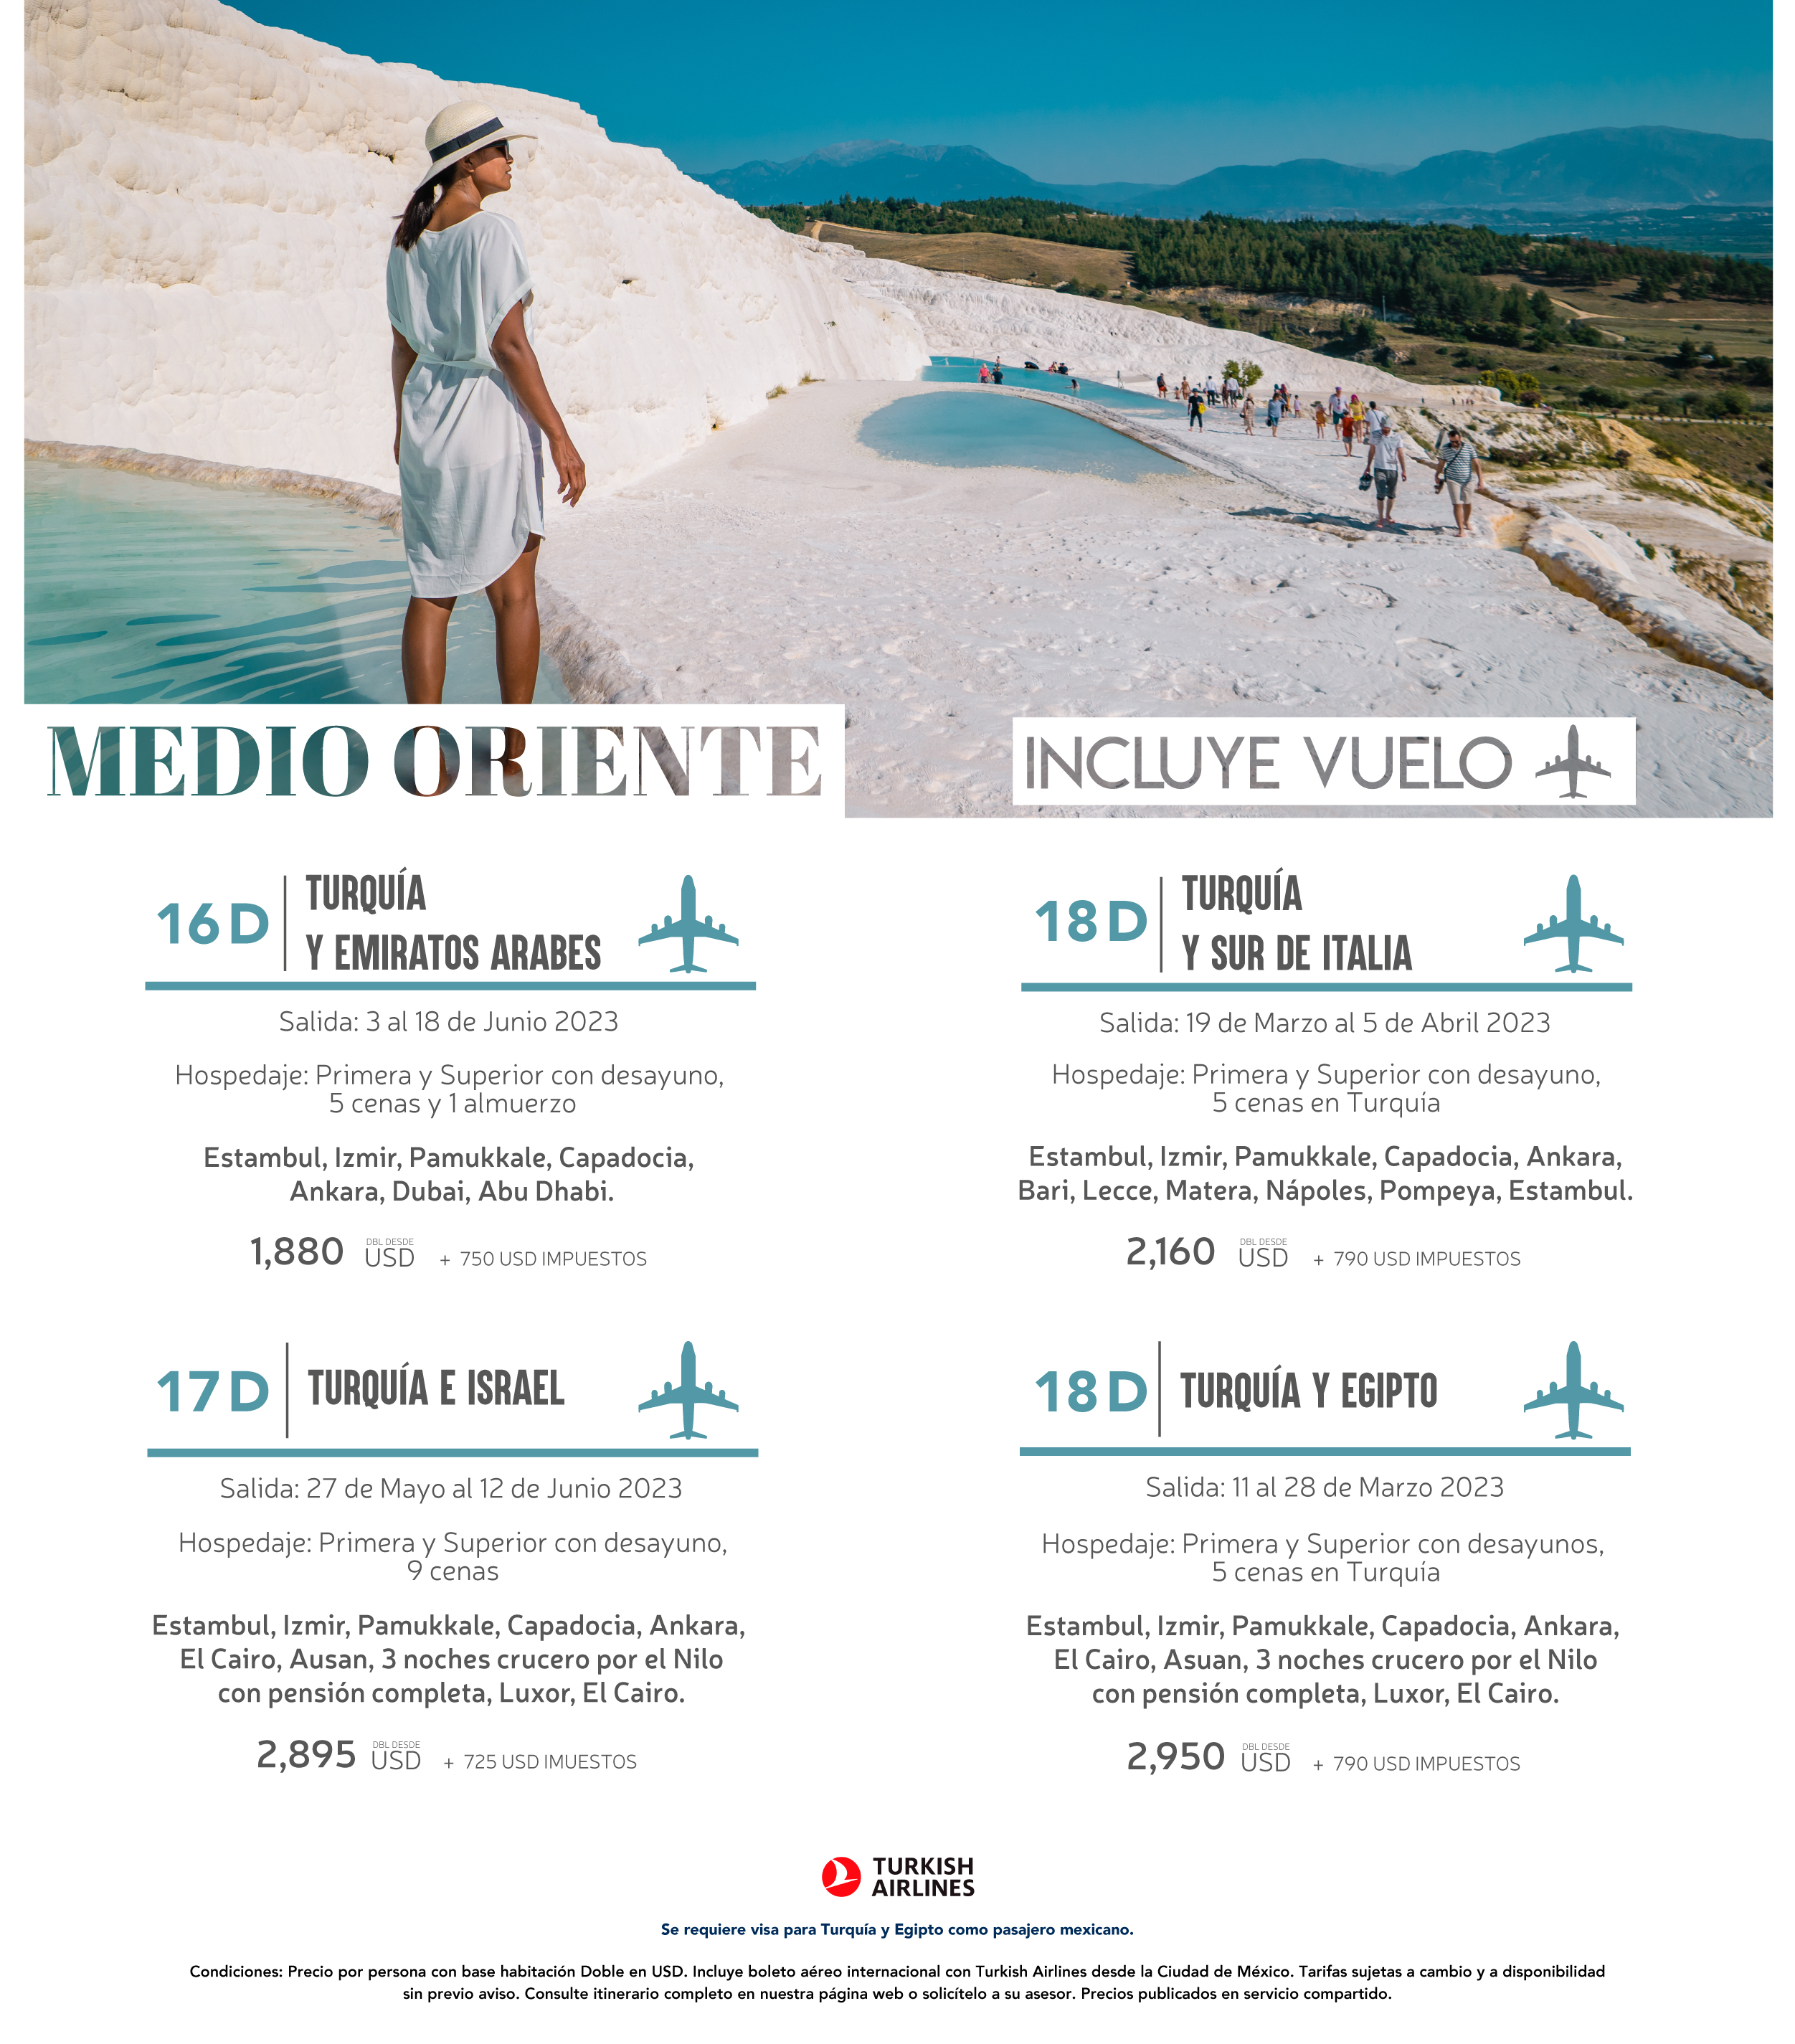 MEDIO ORIENTE
INCLUYE VUELO
16 D
TURQUÍA
Y EMIRATOS ARABES
Salida: 3 al 18 de Junio 2023
Hospedaje: Primera y Superior con desayuno,
5 cenas y 1 almuerzo
Estambul, Izmir, Pamukkale, Capadocia,
Ankara, Dubai, Abu Dhabi.
1,880 DBL DESDE USD + 750 USD IMPUESTOS
18 D
TURQUÍA
Y SUR DE ITALIA
Salida: 19 de Marzo al 5 de Abril 2023
Hospedaje: Primera y Superior con desayuno,
5 cenas en Turquía
Estambul, Izmir, Pamukkale, Capadocia, Ankara,
Bari, Lecce, Matera, Nápoles, Pompeya, Estambul.
2,160 DBL DESDE USD + 790 USD IMPUESTOS
17 D
TURQUÍA E ISRAEL
Salida: 27 de Mayo al 12 de Junio 2023
Hospedaje: Primera y Superior con desayuno,
9 cenas
Estambul, Izmir, Pamukkale, Capadocia, Ankara,
El Cairo, Ausan, 3 noches crucero por el Nilo
con pensión completa, Luxor, El Cairo.
2,895 DBL DESDE USD + 725 USD IMUESTOS
18 D
TURQUÍA Y EGIPTO
Salida: 11 al 28 de Marzo 2023
Hospedaje: Primera y Superior con desayunos,
5 cenas en Turquía
Estambul, Izmir, Pamukkale, Capadocia, Ankara,
El Cairo, Asuan, 3 noches crucero por el Nilo
con pensión completa, Luxor, El Cairo.
2,950 DBL DESDE USD + 790 USD IMPUESTOS
TURKISH
AIRLINES
Se requiere visa para Turquía y Egipto como pasajero mexicano.
Condiciones: Precio por persona con base habitación Doble en USD. Incluye boleto aéreo internacional con Turkish Airlines desde la Ciudad de México. Tarifas sujetas a cambio y a disponibilidad
sin previo aviso. Consulte itinerario completo en nuestra página web o solicítelo a su asesor. Precios publicados en servicio compartido.